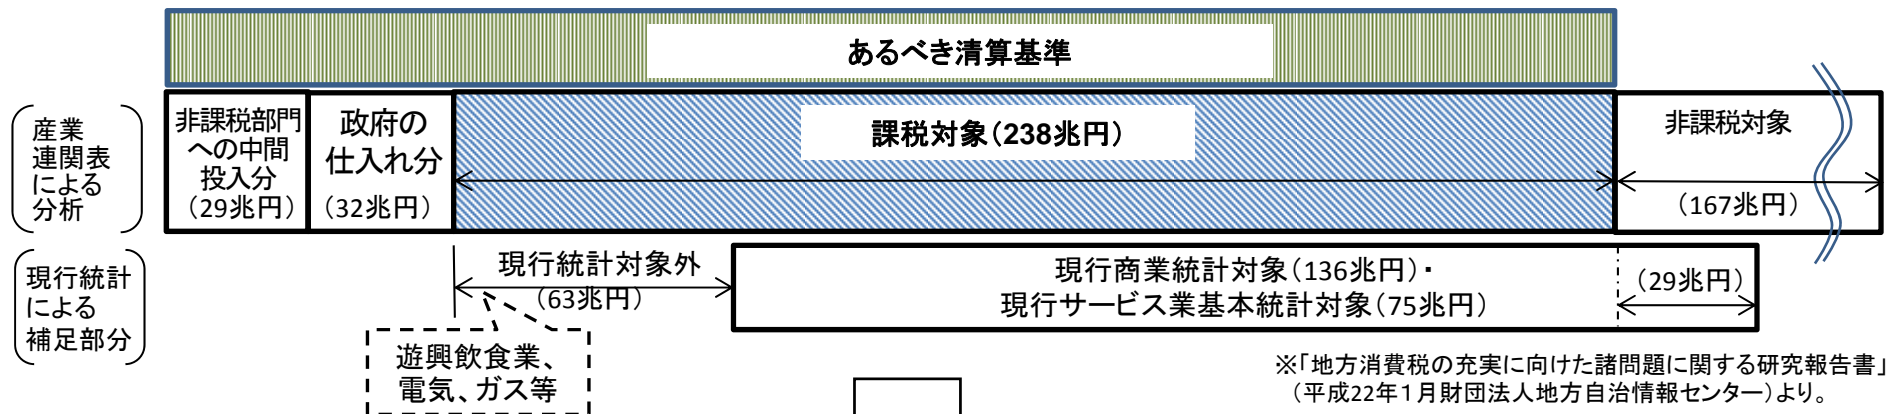 あるべき清算基準
産業
連関表
による
分析
非課税部門
への中間
投入分
(29兆円)
政府の
仕入れ分
(32兆円)
課税対象(238兆円)
非課税対象
(167兆円)
現行統計
による
補足部分
現行統計対象外
(63兆円)
現行商業統計対象(136兆円)・
現行サービス業基本統計対象(75兆円)
(29兆円)
遊興飲食業、
電気、ガス等
※「地方消費税の充実に向けた諸問題に関する研究報告書」
(平成22年1月財団法人地方自治情報センター)より。